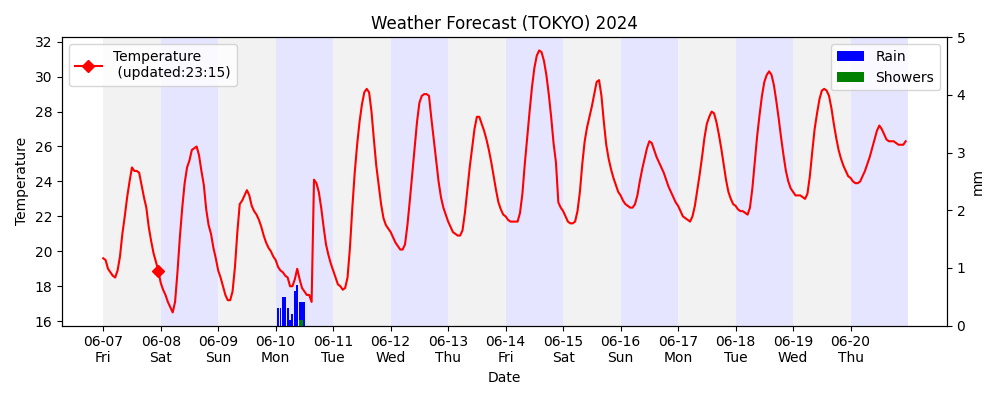 Weather Forecast (TOKYO) 2024
Temperature
(updated:23:15)
Rain
Showers
Temperature
32
30
28
26
24
22
20
18
16
5
4
3
2
1
0
mm
06-07 06-08 06-09 06-10 06-11 06-12 06-13 06-14 06-15 06-16 06-17 06-18 06-19 06-20
Fri Sat Sun Mon Tue Wed Thu Fri Sat Sun Mon Tue Wed Thu
Date